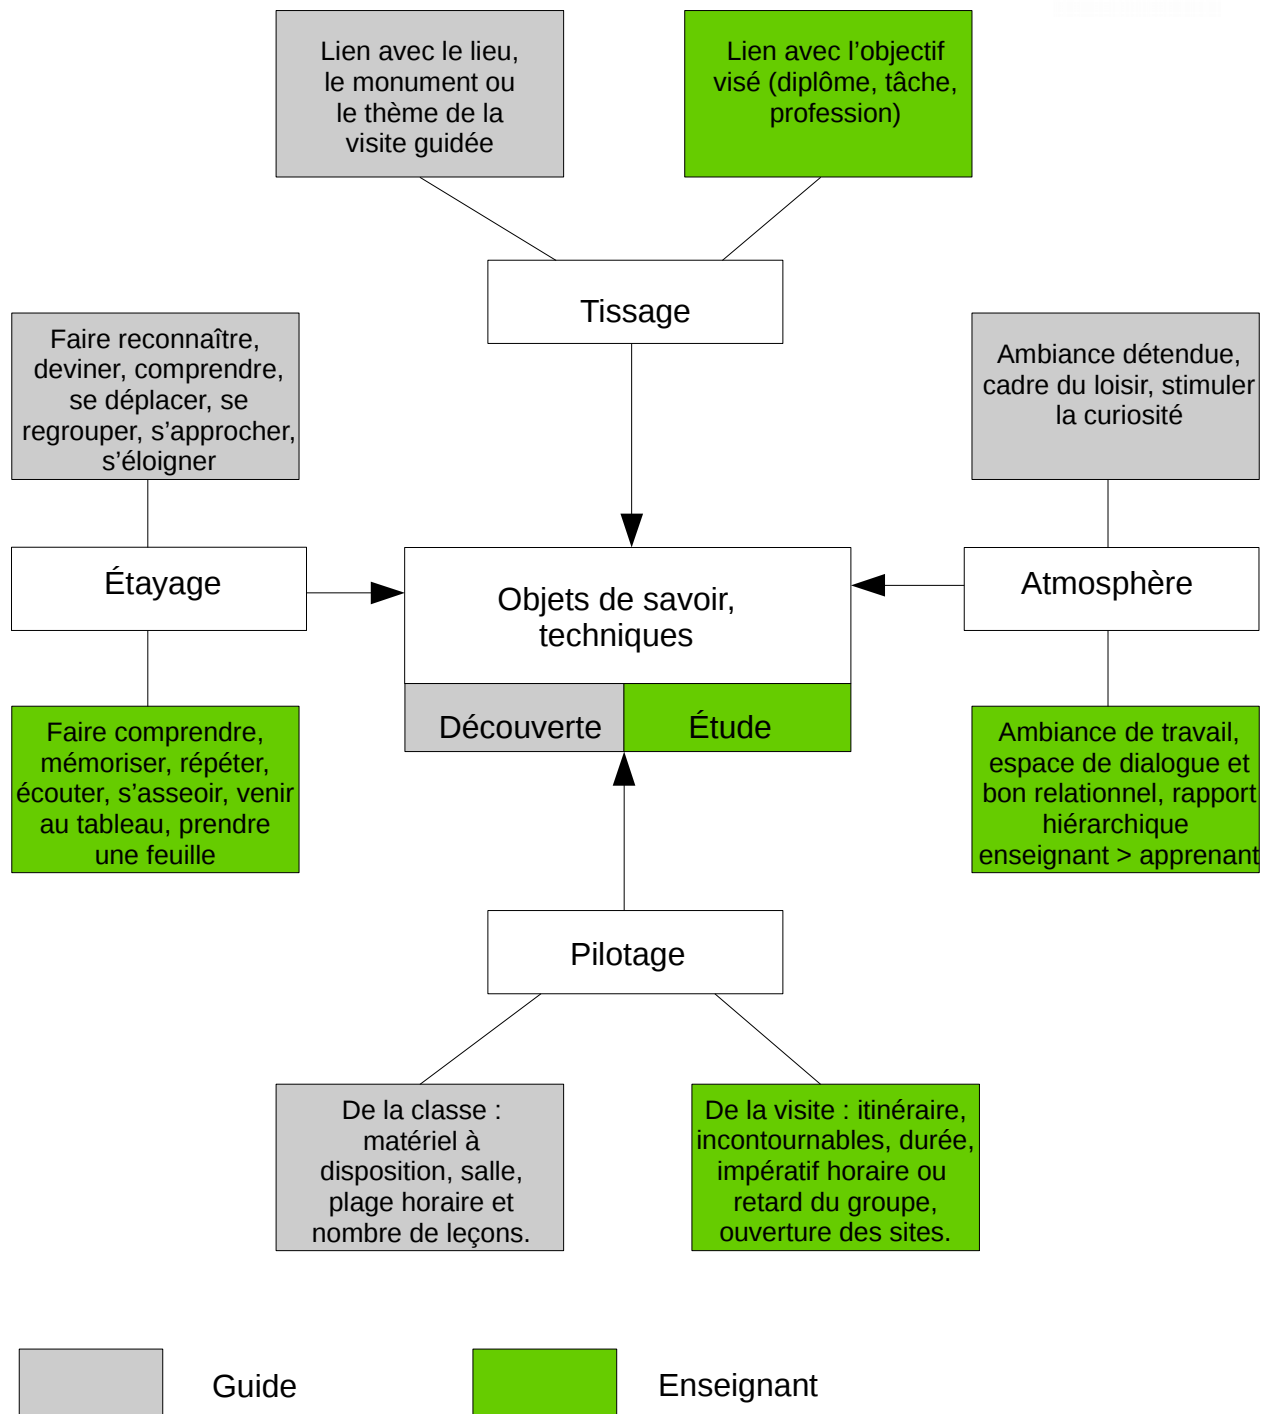 Lien avec le lieu,
le monument ou
le thème de la
visite guidée
Lien avec l’objectif
visé (diplôme, tâche,
profession)
Tissage
Faire reconnaître,
deviner, comprendre,
se déplacer, se
regrouper, s’approcher,
s’éloigner
Ambiance détendue,
cadre du loisir, stimuler
la curiosité
Étayage
Objets de savoir,
techniques
Atmosphère
Découverte
Étude
Faire comprendre,
mémoriser, répéter,
écouter, s’asseoir, venir
au tableau, prendre
une feuille
Ambiance de travail,
espace de dialogue et
bon relationnel, rapport
hiérarchique
enseignant > apprenant
Pilotage
De la classe :
matériel à
disposition, salle,
plage horaire et
nombre de leçons.
De la visite : itinéraire,
incontournables, durée,
impératif horaire ou
retard du groupe,
ouverture des sites.
Guide
Enseignant